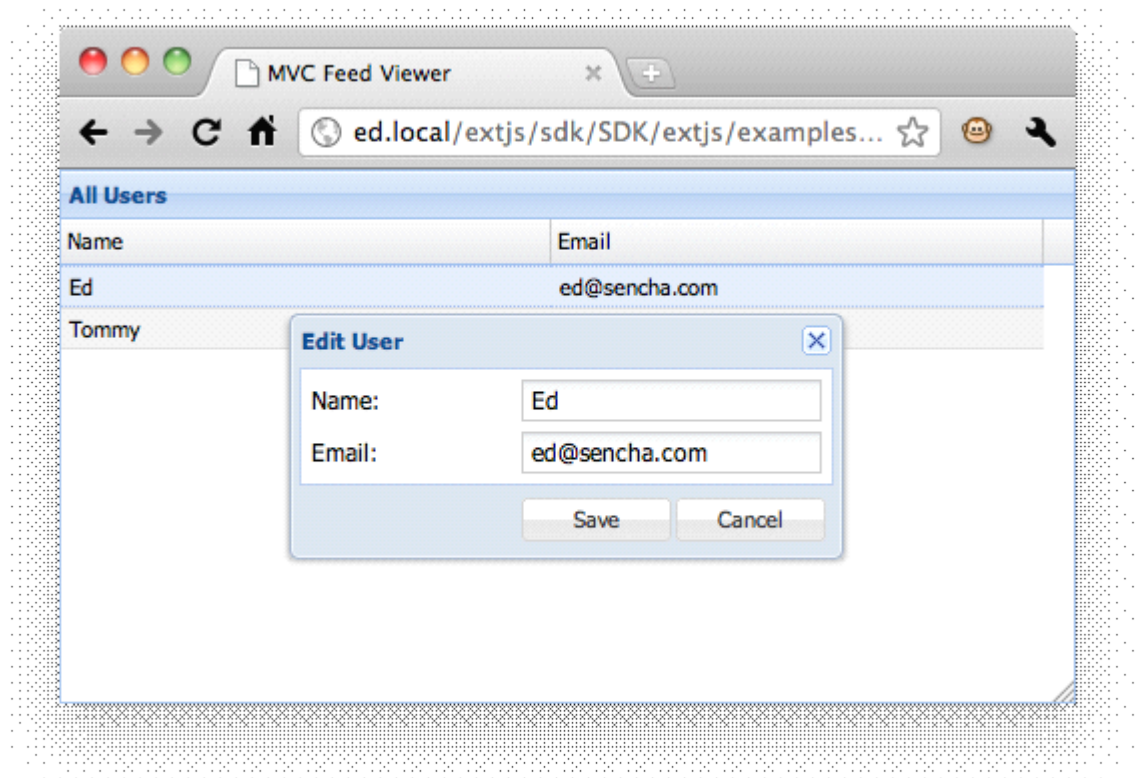 MVC Feed Viewer
ed.local/extjs/sdk/SDK/extjs/examples...
All Users
Name Email
Ed ed@sencha.com
Tommy
Edit User
Name: Ed
Email: ed@sencha.com
Save Cancel